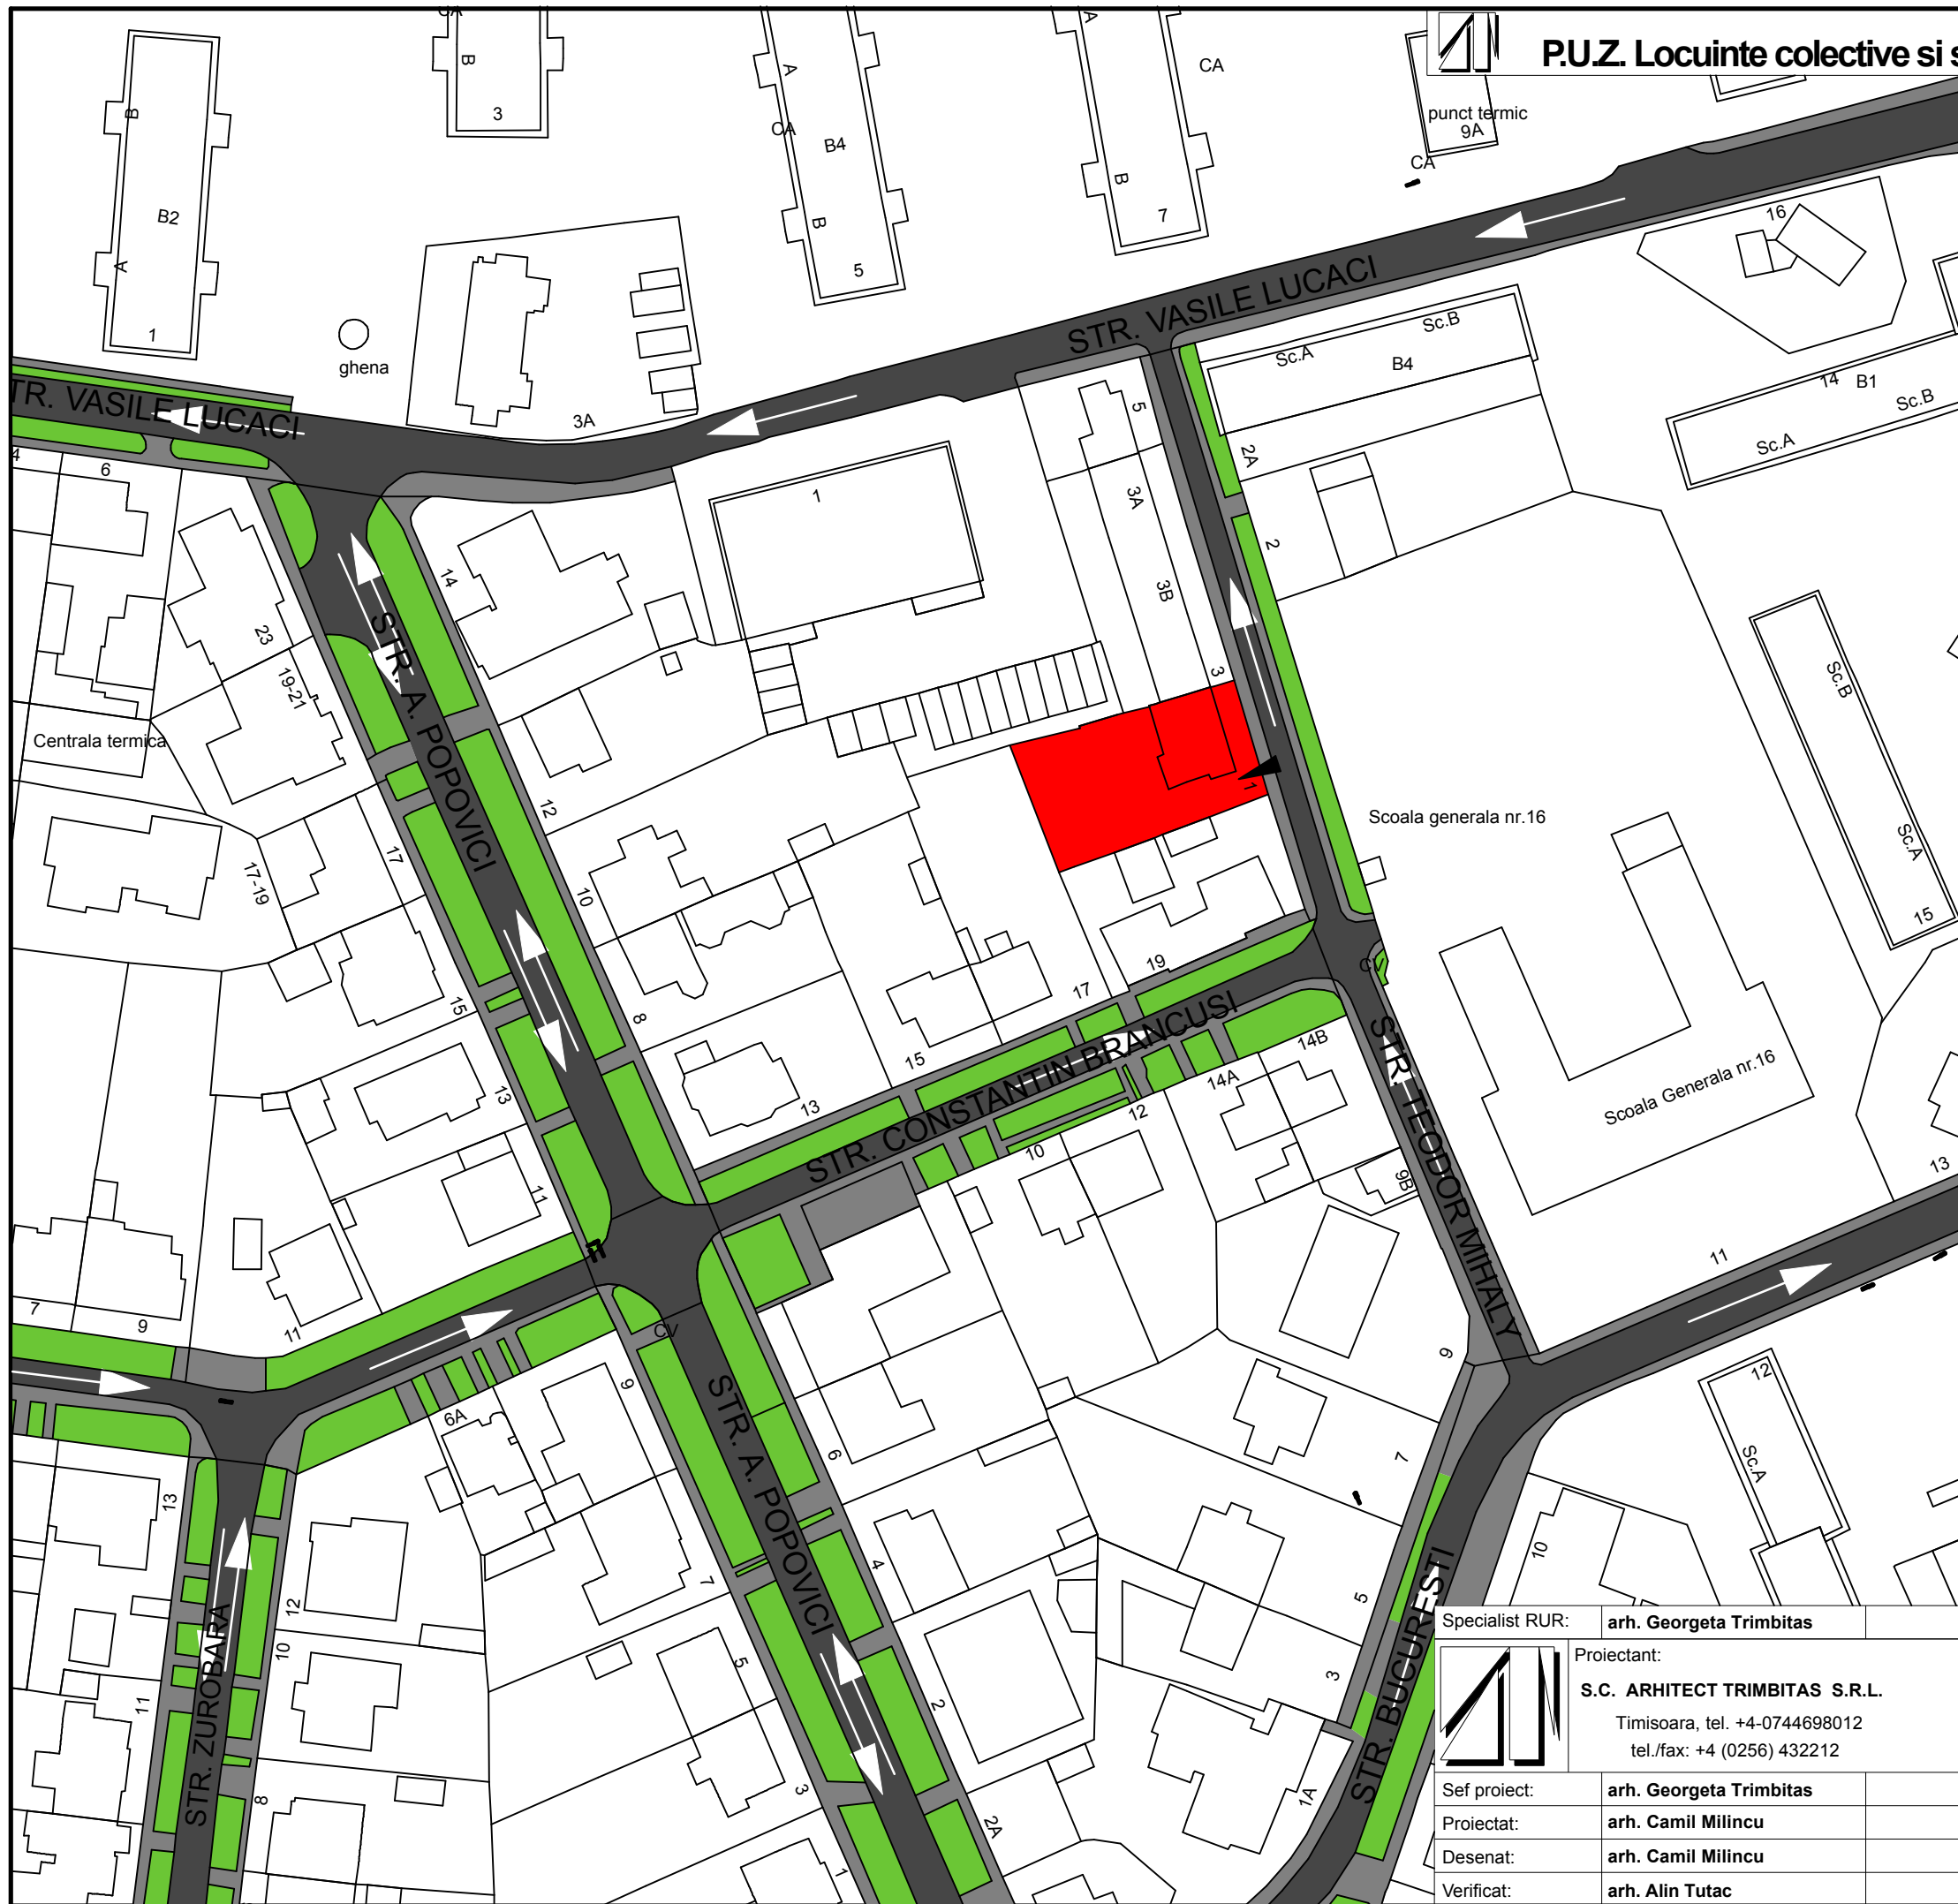 P.U.Z. Locuinte colective si s
CA
B
3
B
B2
A
1
A
CA
B4
B
5
A
CA
B
7
punct termic
9A
CA
16
ghena
3A
STR. VASILE LUCACI
TR. VASILE LUCACI
Sc.B
Sc.A
B4
14
B1
Sc.B
Sc.A
4
6
1
5
3A
3B
3
2A
2
14
23
19-21
Centrala termica
STR. A. POPOVICI
12
17
17-19
10
1
Scoala generala nr.16
Sc.B
Sc.A
15
15
8
13
CV
19
17
15
13
STR. CONSTANTIN BRANCUSI
14B
14A
12
10
STR. TEODOR MIHALY
Scoala Generala nr.16
9B
13
11
11
7
9
11
CV
9
6A
9
STR. A. POPOVICI
6
7
12
Sc.A
13
12
10
4
7
5
10
STR. ZUROBARA
11
8
5
3
2
3
STR. BUCURESTI
1A
2A
1
Specialist RUR:
arh. Georgeta Trimbitas
Proiectant:
S.C. ARHITECT TRIMBITAS S.R.L.
Timisoara, tel. +4-0744698012
tel./fax: +4 (0256) 432212
Sef proiect:
arh. Georgeta Trimbitas
Proiectat:
arh. Camil Milincu
Desenat:
arh. Camil Milincu
Verificat:
arh. Alin Tutac